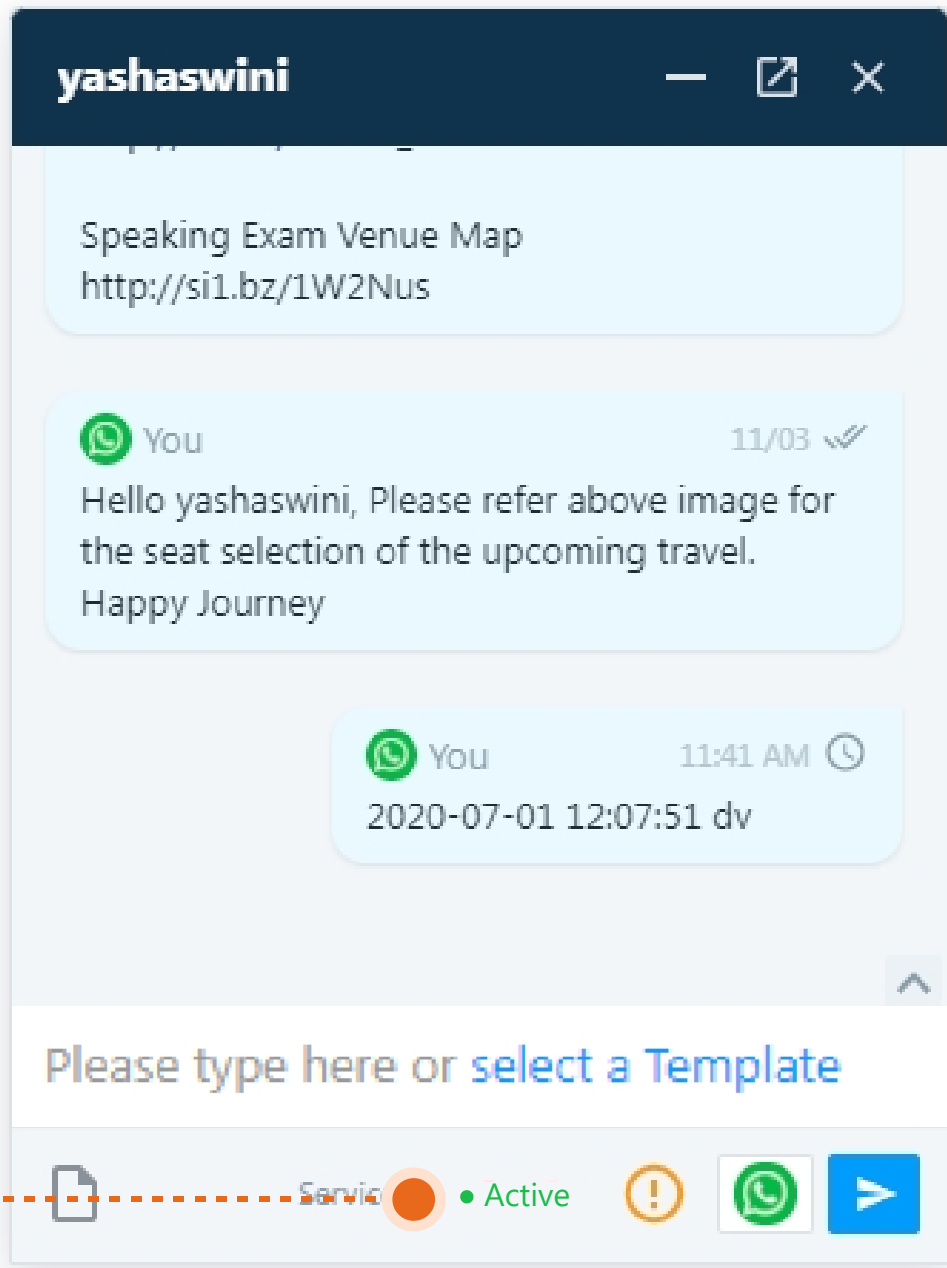 yashaswini
Speaking Exam Venue Map
http://si1.bz/1W2Nus
You 11/03
Hello yashaswini, Please refer above image for
the seat selection of the upcoming travel.
Happy Journey
You 11:41 AM
2020-07-01 12:07:51 dv
Please type here or select a Template
• Active